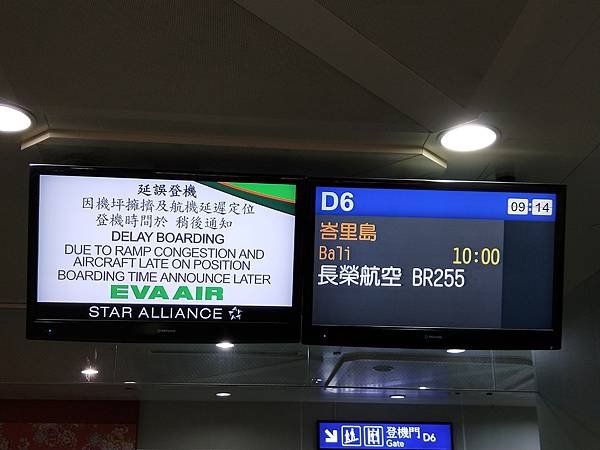 延誤登機
因機坪擁擠及航機延遲定位
登機時間於 稍後通知
DELAY BOARDING
DUE TO RAMP CONGESTION AND
AIRCRAFT LATE ON POSITION
BOARDING TIME ANNOUNCE LATER
EVA AIR
STAR ALLIANCE
D6
09:14
峇里島
Bali 10:00
長榮航空 BR255
登機門 D6
Gate